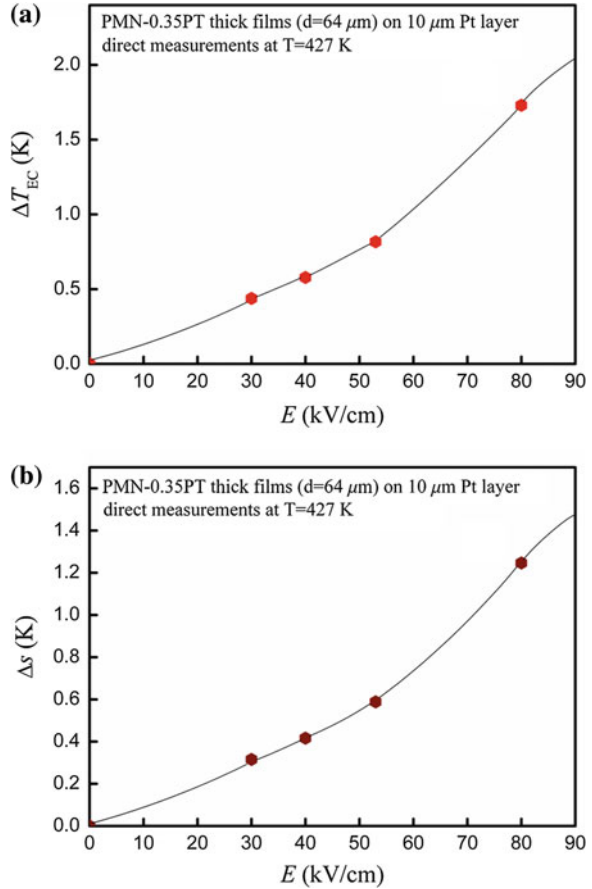 (a)
PMN-0.35PT thick films (d=64 μm) on 10 μm Pt layer
direct measurements at T=427 K
2.0
1.5
1.0
0.5
0.0
ΔT_EC (K)
0 10 20 30 40 50 60 70 80 90
E (kV/cm)
(b)
PMN-0.35PT thick films (d=64 μm) on 10 μm Pt layer
direct measurements at T=427 K
1.6
1.4
1.2
1.0
0.8
0.6
0.4
0.2
0.0
Δs (K)
0 10 20 30 40 50 60 70 80 90
E (kV/cm)